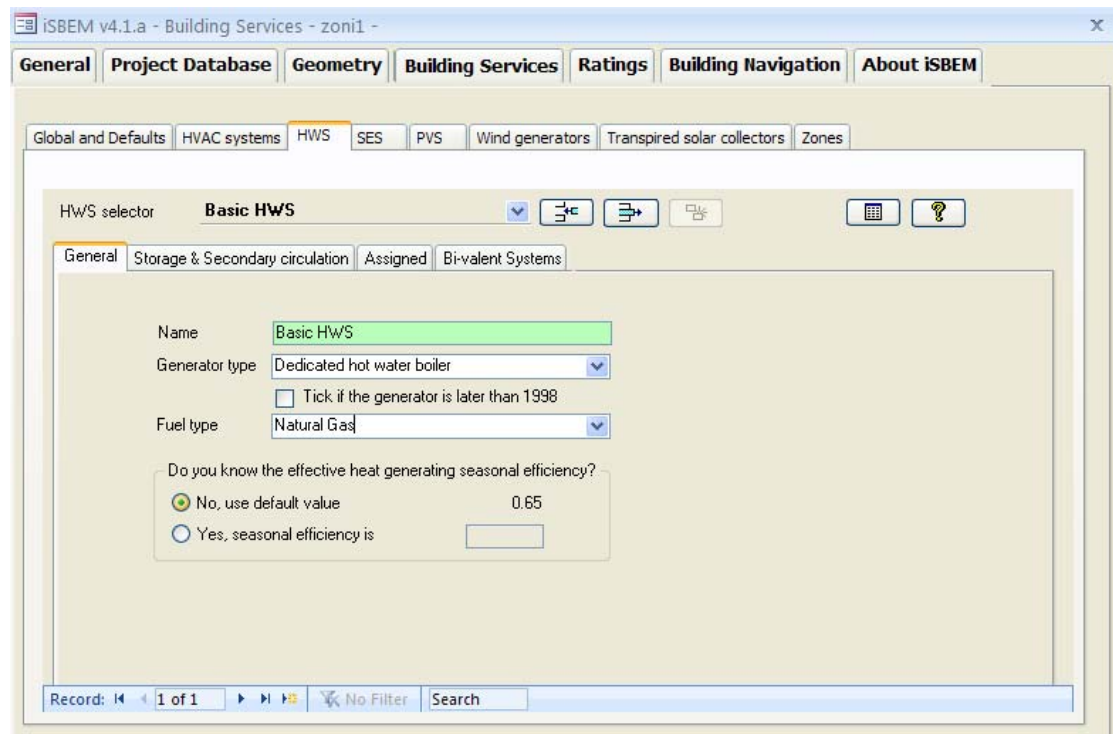 iSBEM v4.1.a - Building Services - zoni1 -
General Project Database Geometry Building Services Ratings Building Navigation About iSBEM
Global and Defaults HVAC systems HWS SES PVS Wind generators Transpired solar collectors Zones
HWS selector Basic HWS
General Storage & Secondary circulation Assigned Bi-valent Systems
Name Basic HWS
Generator type Dedicated hot water boiler
Tick if the generator is later than 1998
Fuel type Natural Gas
Do you know the effective heat generating seasonal efficiency?
No, use default value 0.65
Yes, seasonal efficiency is
Record: 1 of 1 No Filter Search